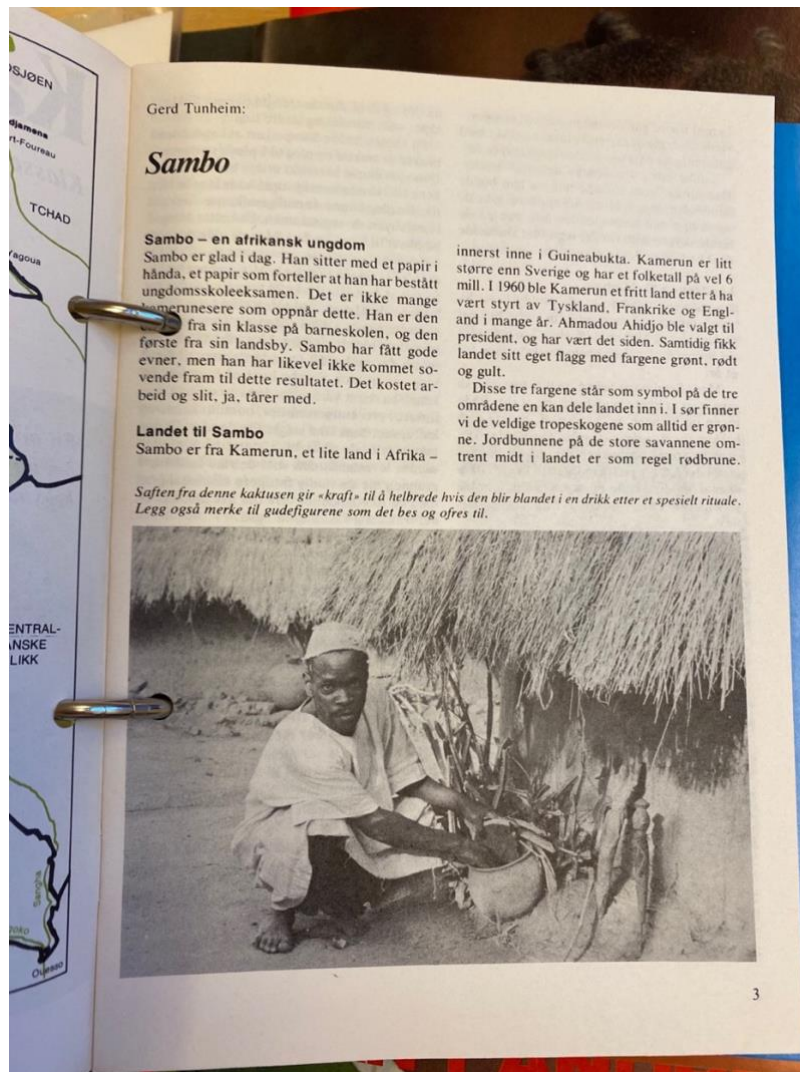 SJØEN
djamena
rt-Foureau
TCHAD
agoua
ENTRAL-
NSKE
LIKK
Sangha
Ouesso
Gerd Tunheim:
Sambo
Sambo – en afrikansk ungdom
Sambo er glad i dag. Han sitter med et papir i
hånda, et papir som forteller at han har bestått
ungdomsskoleeksamen. Det er ikke mange
kamerunesere som oppnår dette. Han er den
fra sin klasse på barneskolen, og den
første fra sin landsby. Sambo har fått gode
evner, men han har likevel ikke kommet so-
vende fram til dette resultatet. Det kostet ar-
beid og slit, ja, tårer med.
Landet til Sambo
Sambo er fra Kamerun, et lite land i Afrika –
innerst inne i Guineabukta. Kamerun er litt
større enn Sverige og har et folketall på vel 6
mill. I 1960 ble Kamerun et fritt land etter å ha
vært styrt av Tyskland, Frankrike og Engl-
and i mange år. Ahmadou Ahidjo ble valgt til
president, og har vært det siden. Samtidig fikk
landet sitt eget flagg med fargene grønt, rødt
og gult.
Disse tre fargene står som symbol på de tre
områdene en kan dele landet inn i. I sør finner
vi de veldige tropeskogene som alltid er grøn-
ne. Jordbunnene på de store savannene om-
trent midt i landet er som regel rødbrune.
Saften fra denne kaktusen gir «kraft» til å helbrede hvis den blir blandet i en drikk etter et spesielt rituale.
Legg også merke til gudefigurene som det bes og ofres til.
3